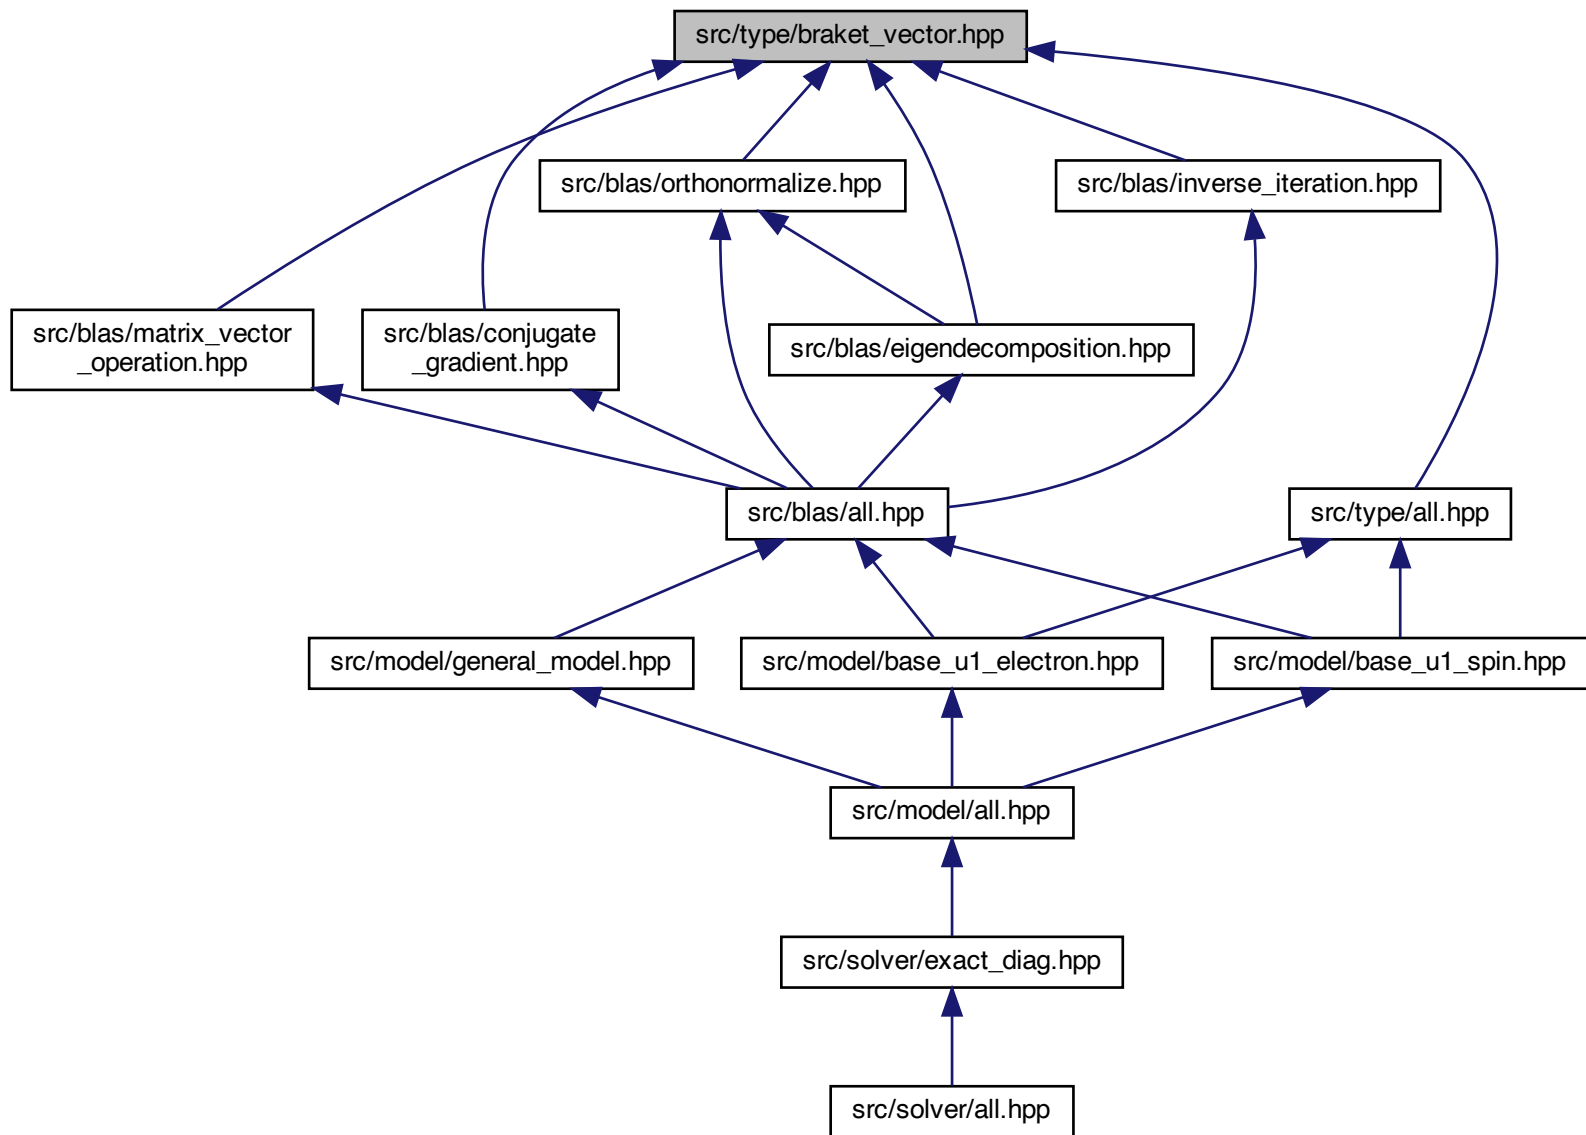 src/type/braket_vector.hpp
src/blas/orthonormalize.hpp
src/blas/inverse_iteration.hpp
src/blas/matrix_vector
_operation.hpp
src/blas/conjugate
_gradient.hpp
src/blas/eigendecomposition.hpp
src/blas/all.hpp
src/type/all.hpp
src/model/general_model.hpp
src/model/base_u1_electron.hpp
src/model/base_u1_spin.hpp
src/model/all.hpp
src/solver/exact_diag.hpp
src/solver/all.hpp